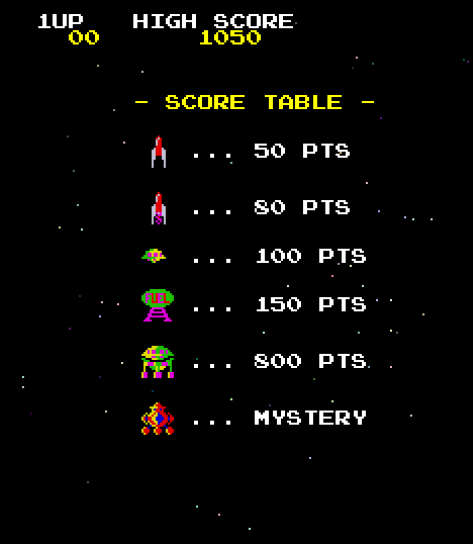 1UP HIGH SCORE
00 1050
- SCORE TABLE -
... 50 PTS
... 80 PTS
... 100 PTS
FUEL ... 150 PTS
... 800 PTS
... MYSTERY